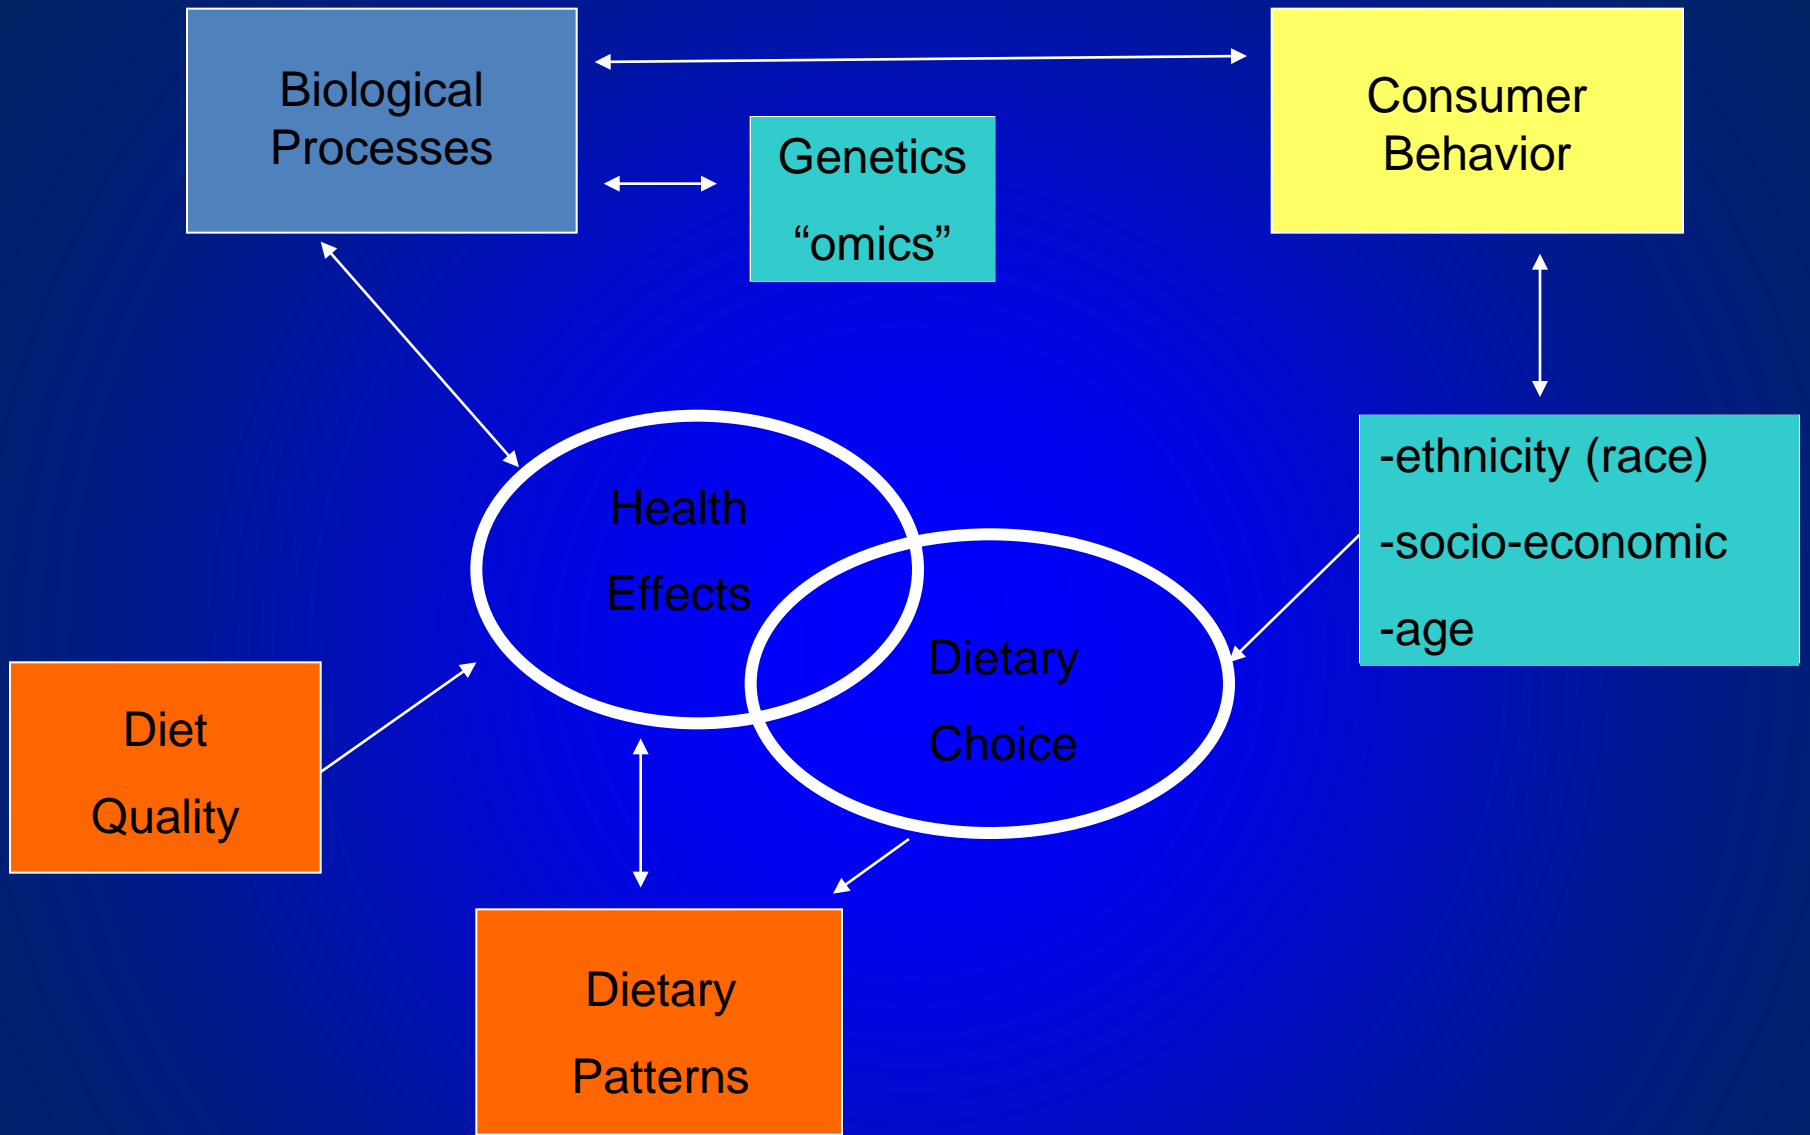 Biological
Processes
Consumer
Behavior
Genetics
“omics”
-ethnicity (race)
-socio-economic
-age
Health
Effects
Dietary
Choice
Diet
Quality
Dietary
Patterns